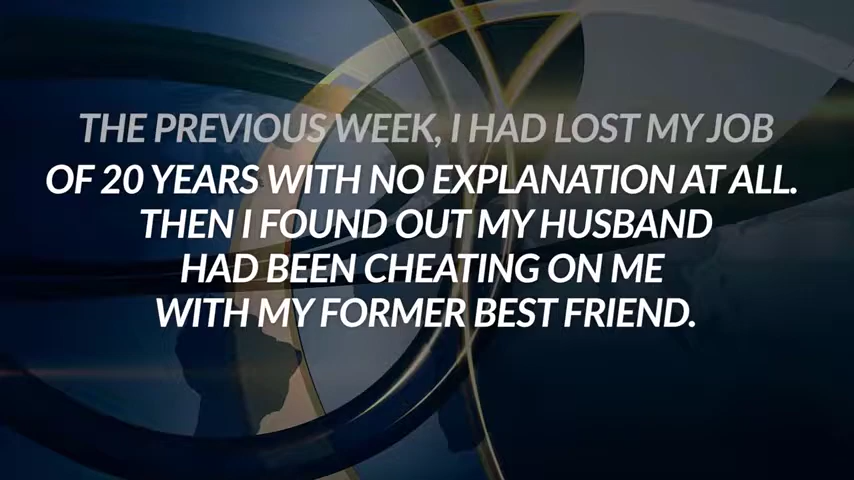 THE PREVIOUS WEEK, I HAD LOST MY JOB
OF 20 YEARS WITH NO EXPLANATION AT ALL.
THEN I FOUND OUT MY HUSBAND
HAD BEEN CHEATING ON ME
WITH MY FORMER BEST FRIEND.